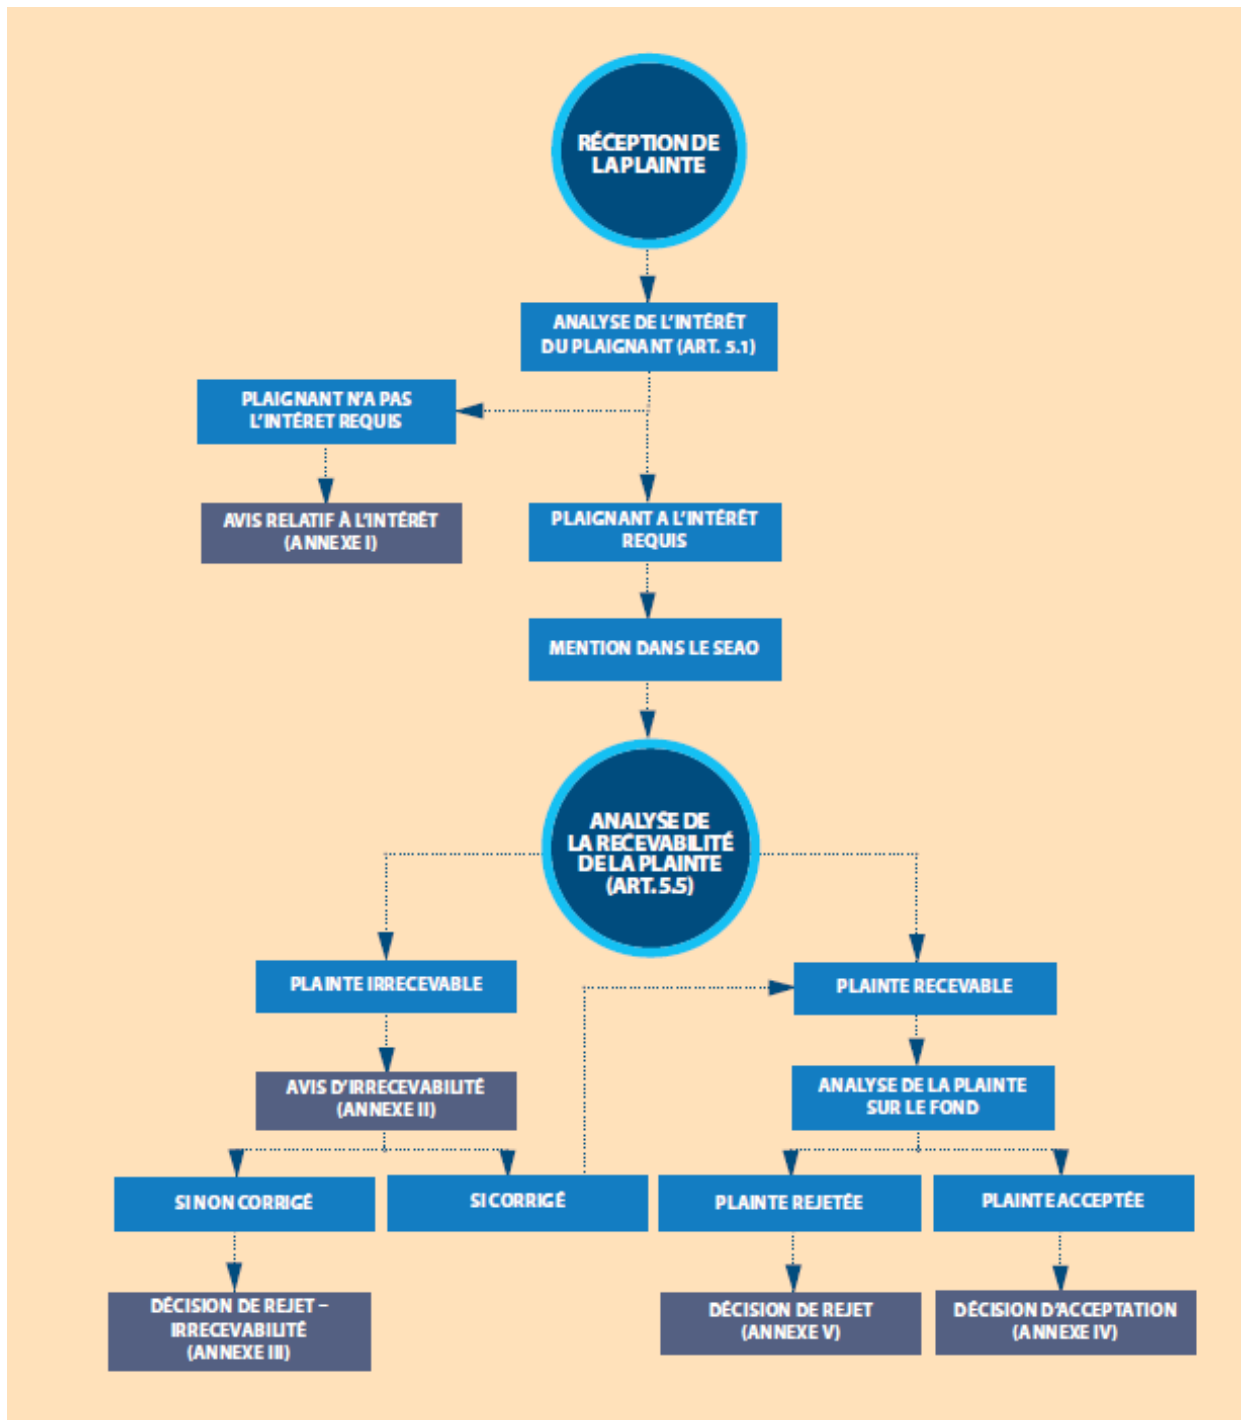 RÉCEPTION DE
LA PLAINTE
ANALYSE DE L'INTÉRÊT
DU PLAIGNANT (ART. 5.1)
PLAIGNANT N'A PAS
L'INTÉRET REQUIS
AVIS RELATIF À L'INTÉRÊT
(ANNEXE I)
PLAIGNANT A L'INTÉRÊT
REQUIS
MENTION DANS LE SEAO
ANALYSE DE
LA RECEVABILITÉ
DE LA PLAINTE
(ART. 5.5)
PLAINTE IRRECEVABLE
PLAINTE RECEVABLE
AVIS D'IRRECEVABILITÉ
(ANNEXE II)
ANALYSE DE LA PLAINTE
SUR LE FOND
SI NON CORRIGÉ
SI CORRIGÉ
PLAINTE REJETÉE
PLAINTE ACCEPTÉE
DÉCISION DE REJET –
IRRECEVABILITÉ
(ANNEXE III)
DÉCISION DE REJET
(ANNEXE V)
DÉCISION D'ACCEPTATION
(ANNEXE IV)